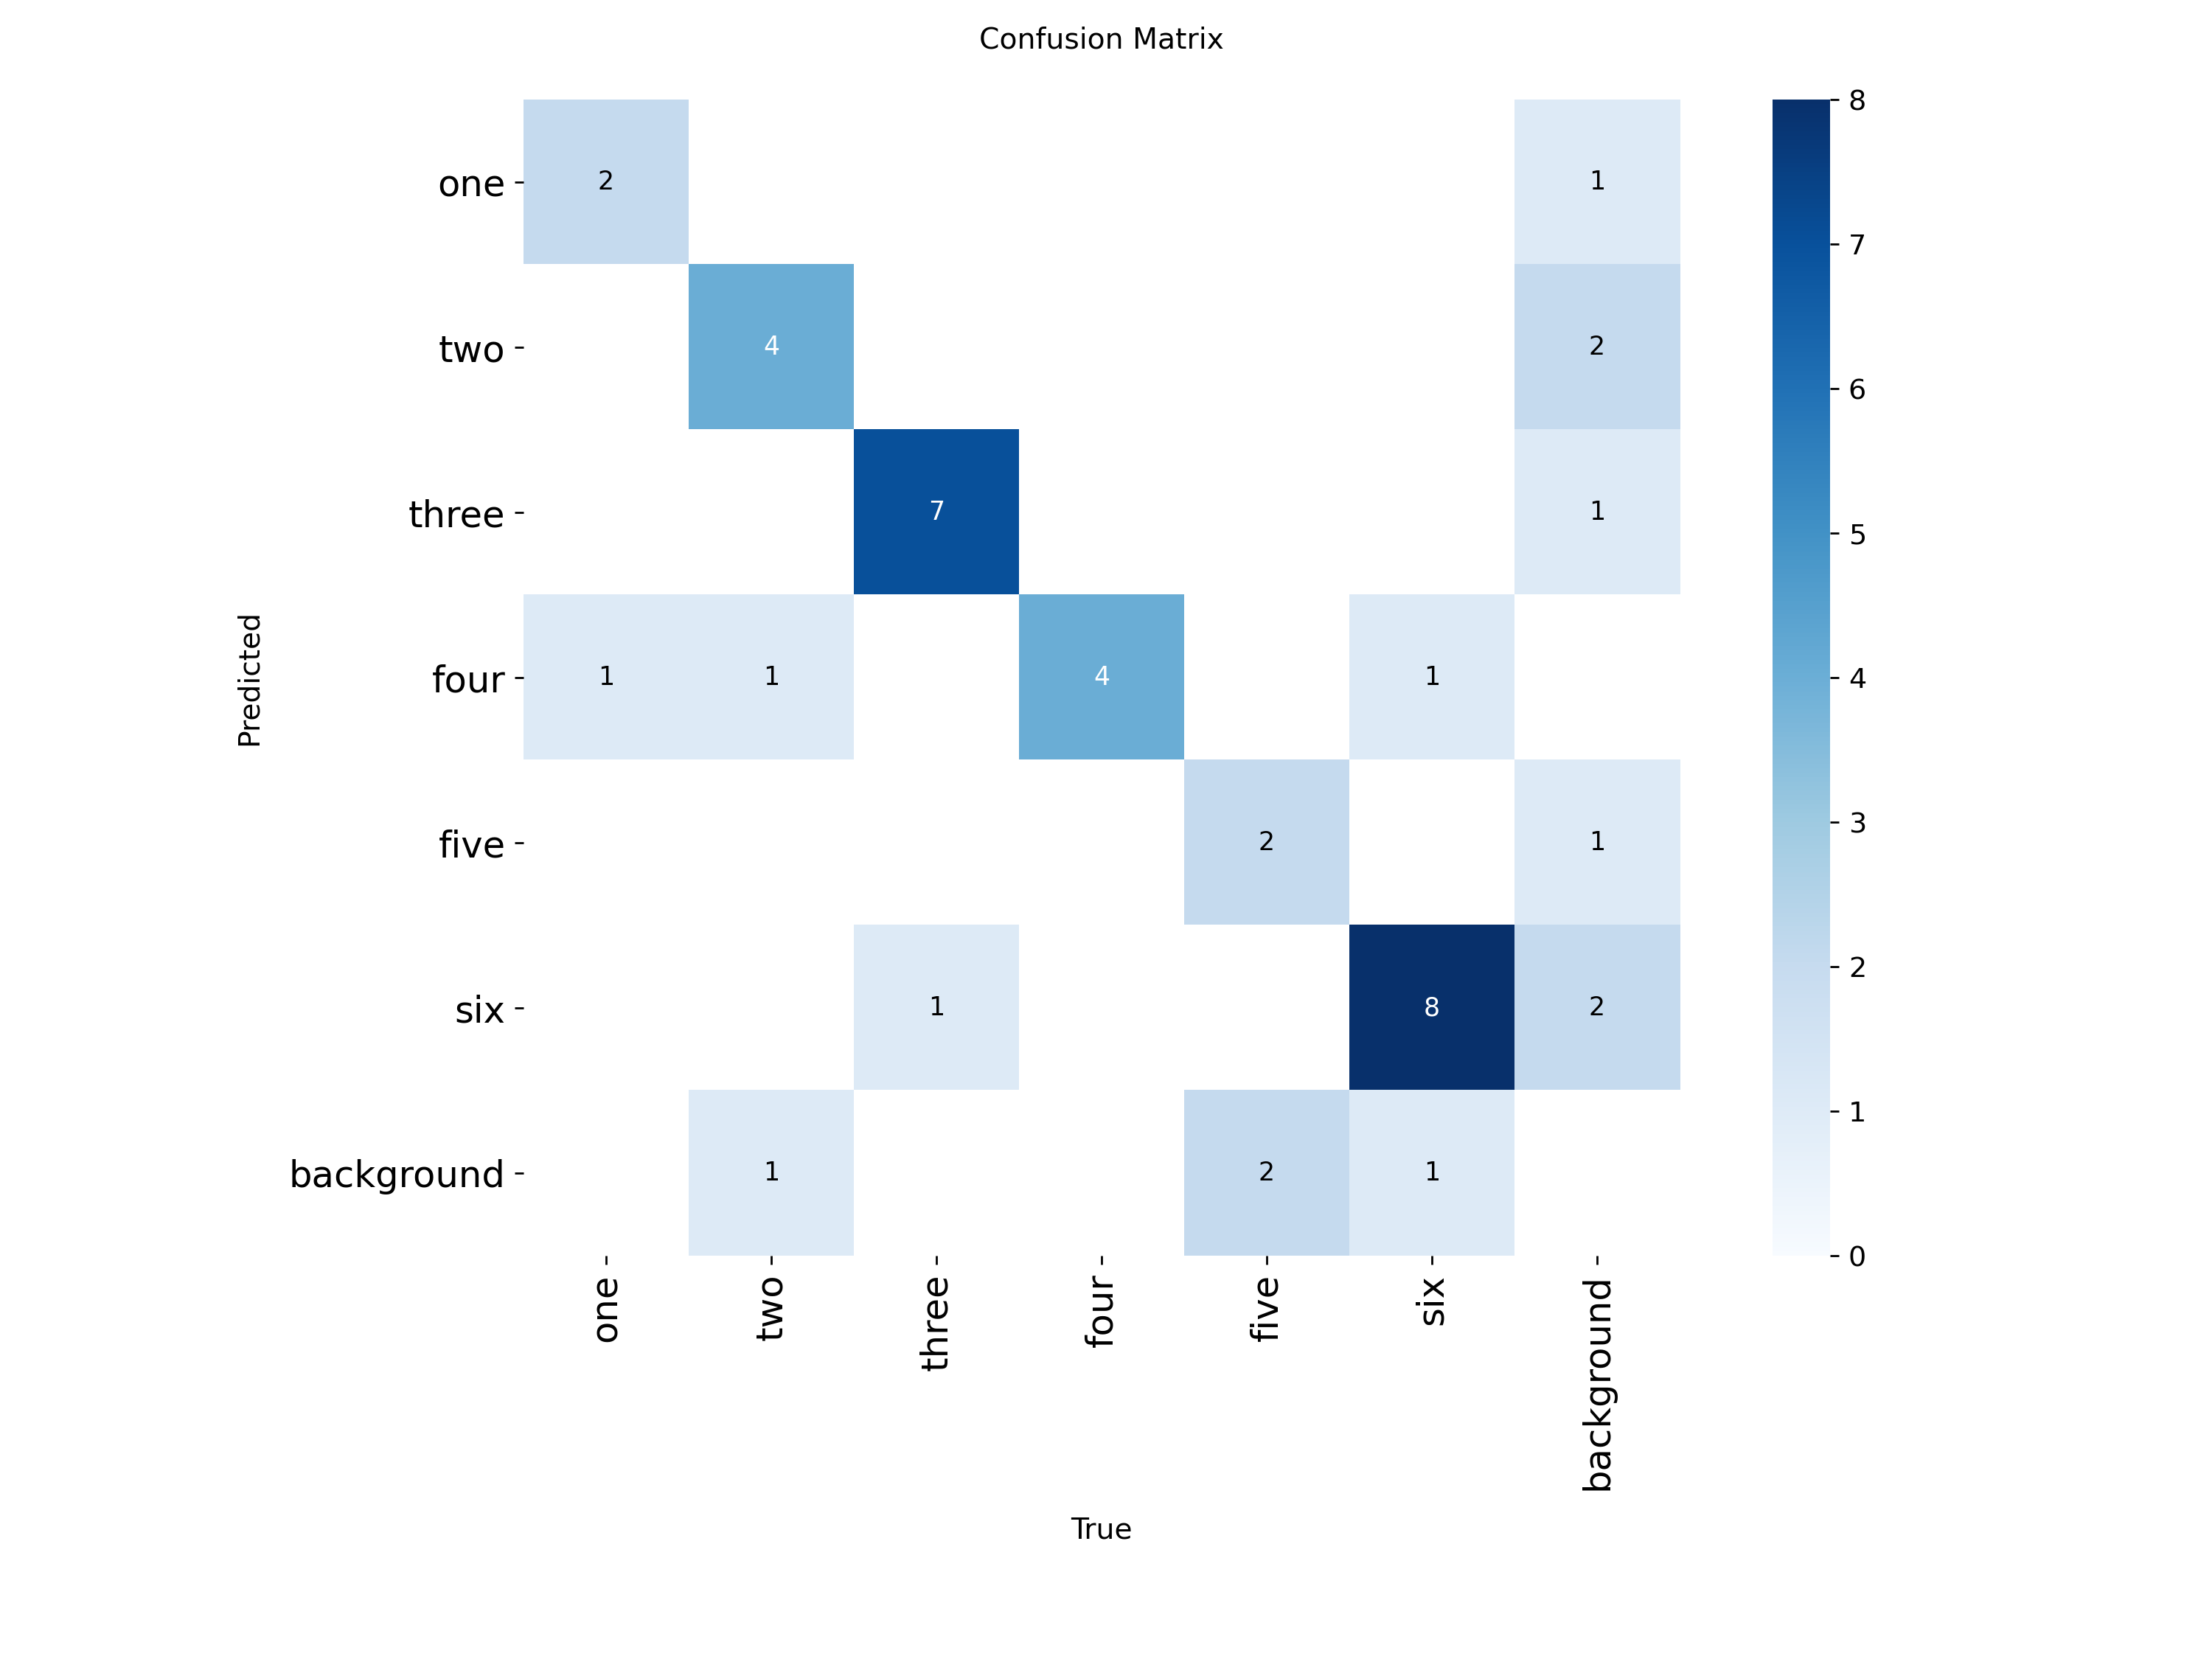 Confusion Matrix
one 2 1
two 4 2
three 7 1
four 1 1 4 1
five 2 1
six 1 8 2
background 1 2 1
one two three four five six background
Predicted
True
8
7
6
5
4
3
2
1
0